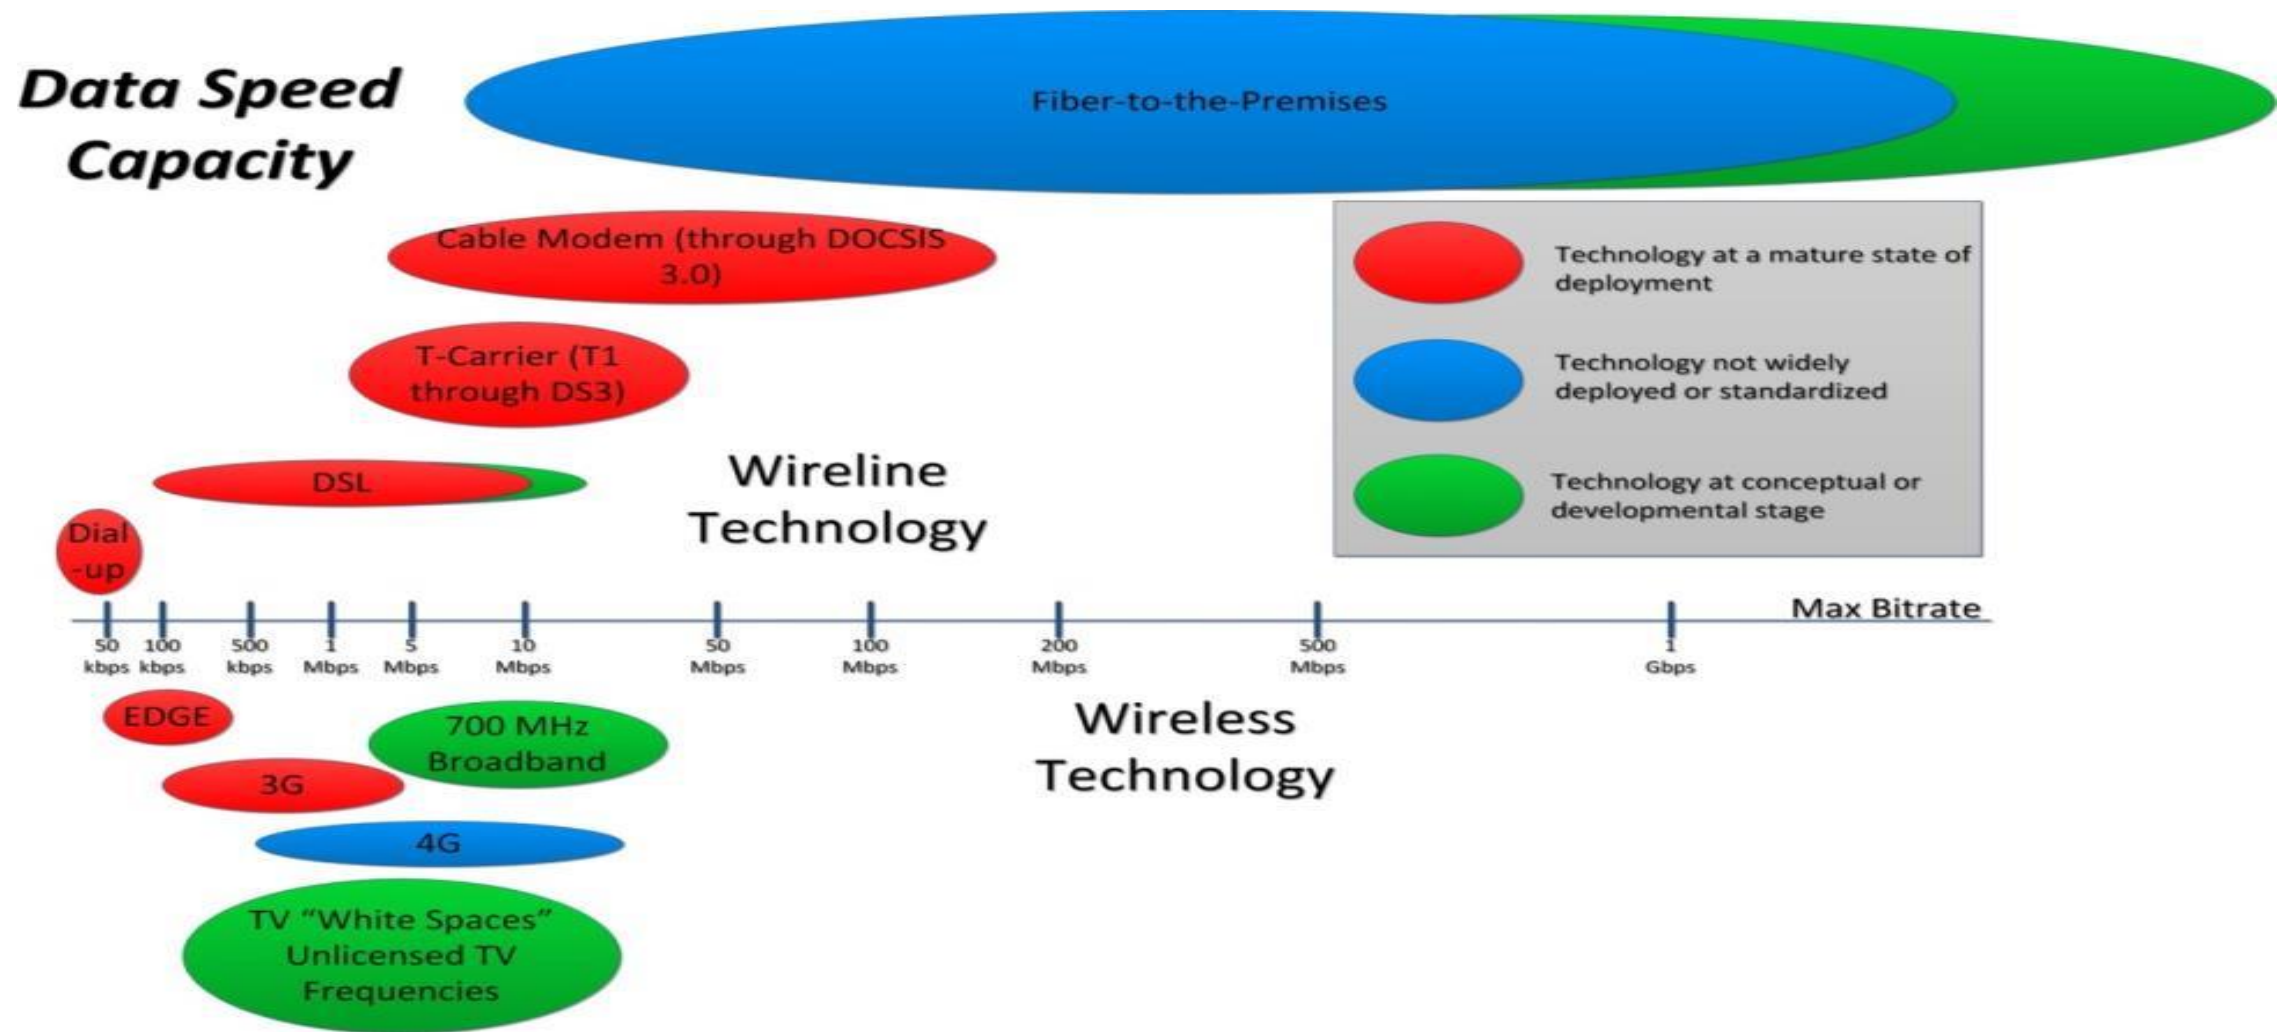 Data Speed
Capacity
Fiber-to-the-Premises
Cable Modem (through DOCSIS
3.0)
T-Carrier (T1
through DS3)
DSL
Dial
-up
Wireline
Technology
Technology at a mature state of
deployment
Technology not widely
deployed or standardized
Technology at conceptual or
developmental stage
Max Bitrate
50
kbps
100
kbps
500
kbps
1
Mbps
5
Mbps
10
Mbps
50
Mbps
100
Mbps
200
Mbps
500
Mbps
1
Gbps
EDGE
700 MHz
Broadband
3G
4G
TV “White Spaces”
Unlicensed TV
Frequencies
Wireless
Technology